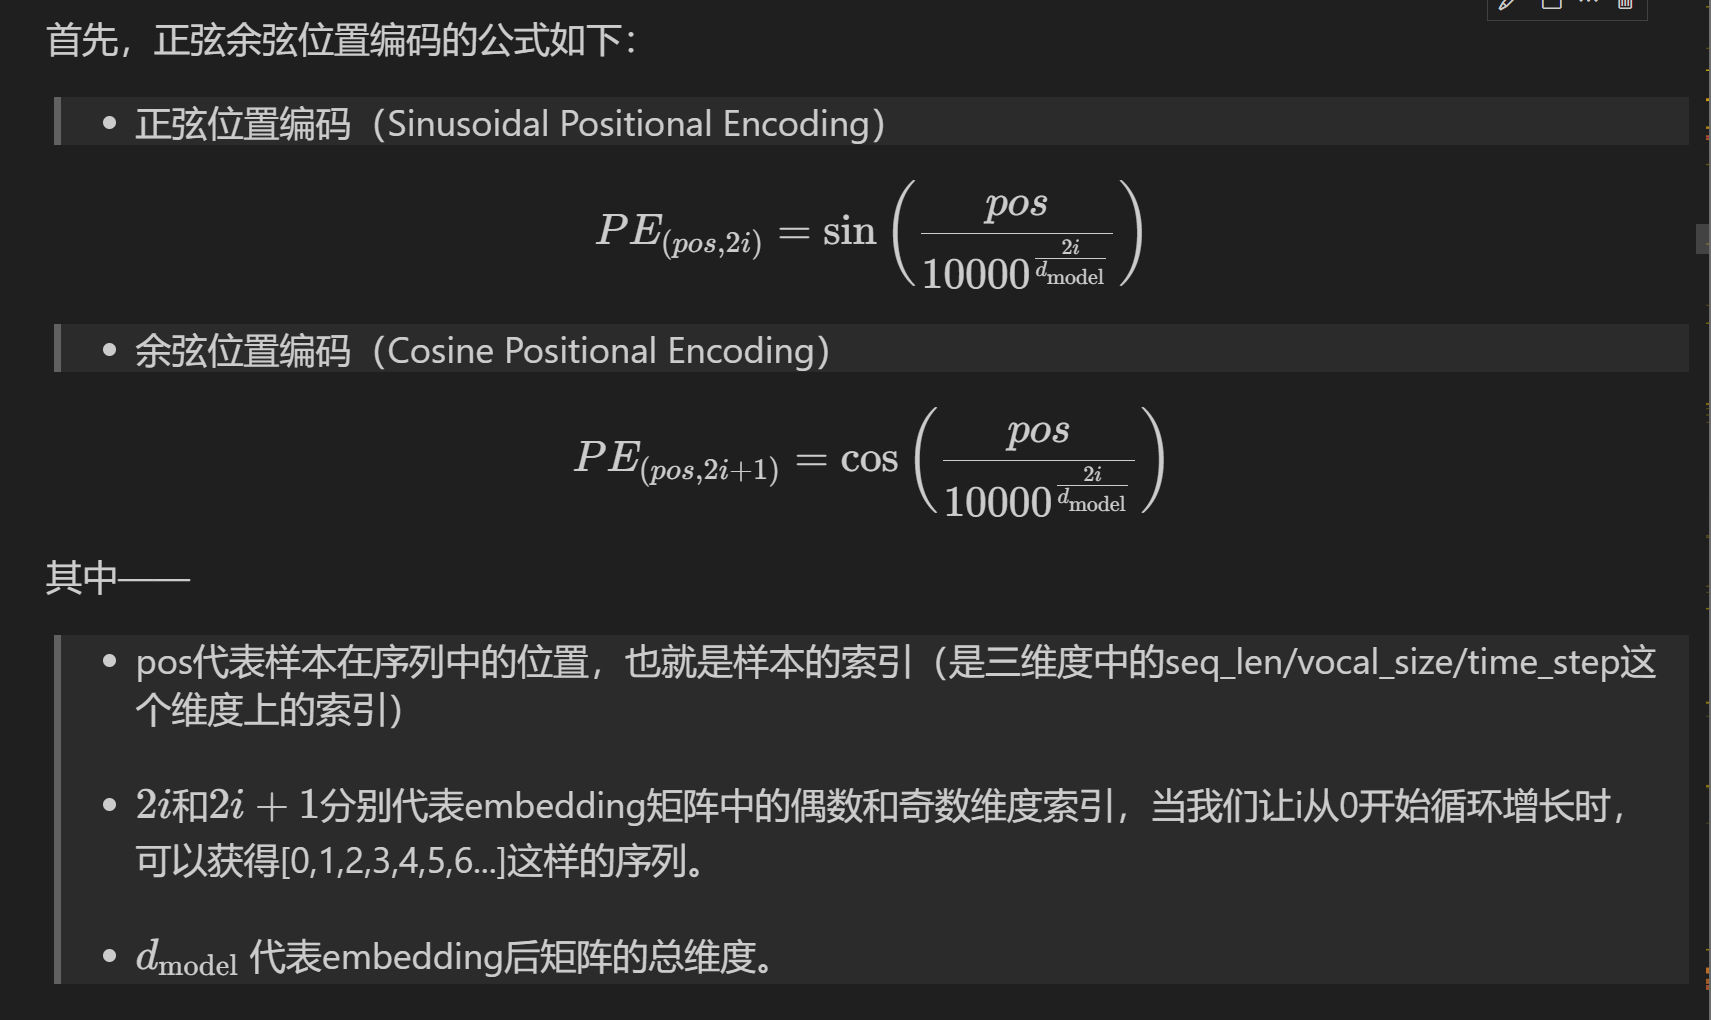 首先，正弦余弦位置编码的公式如下：
• 正弦位置编码（Sinusoidal Positional Encoding）
$PE_{(pos,2i)} = \sin\left(\frac{pos}{10000^{\frac{2i}{d_{\text{model}}}}}\right)$
• 余弦位置编码（Cosine Positional Encoding）
$PE_{(pos,2i+1)} = \cos\left(\frac{pos}{10000^{\frac{2i}{d_{\text{model}}}}}\right)$
其中——
• pos代表样本在序列中的位置，也就是样本的索引（是三维度中的seq_len/vocal_size/time_step这
个维度上的索引）
• $2i$和$2i+1$分别代表embedding矩阵中的偶数和奇数维度索引，当我们让i从0开始循环增长时，
可以获得[0,1,2,3,4,5,6...]这样的序列。
• $d_{\text{model}}$ 代表embedding后矩阵的总维度。